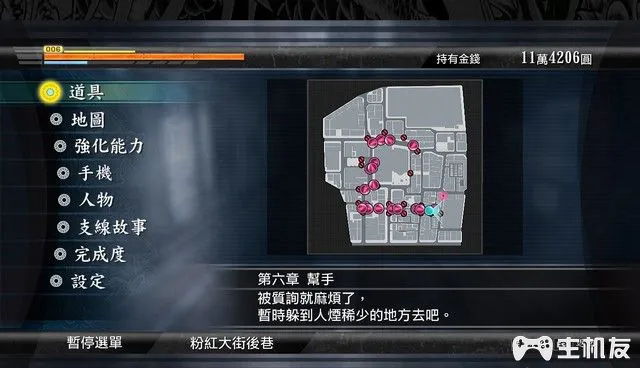 006
持有金錢 11萬4206圓
道具
地圖
強化能力
手機
人物
支線故事
完成度
設定
第六章 幫手
被質詢就麻煩了，
暫時躲到人煙稀少的地方去吧。
暫停選單 粉紅大街後巷
生机友